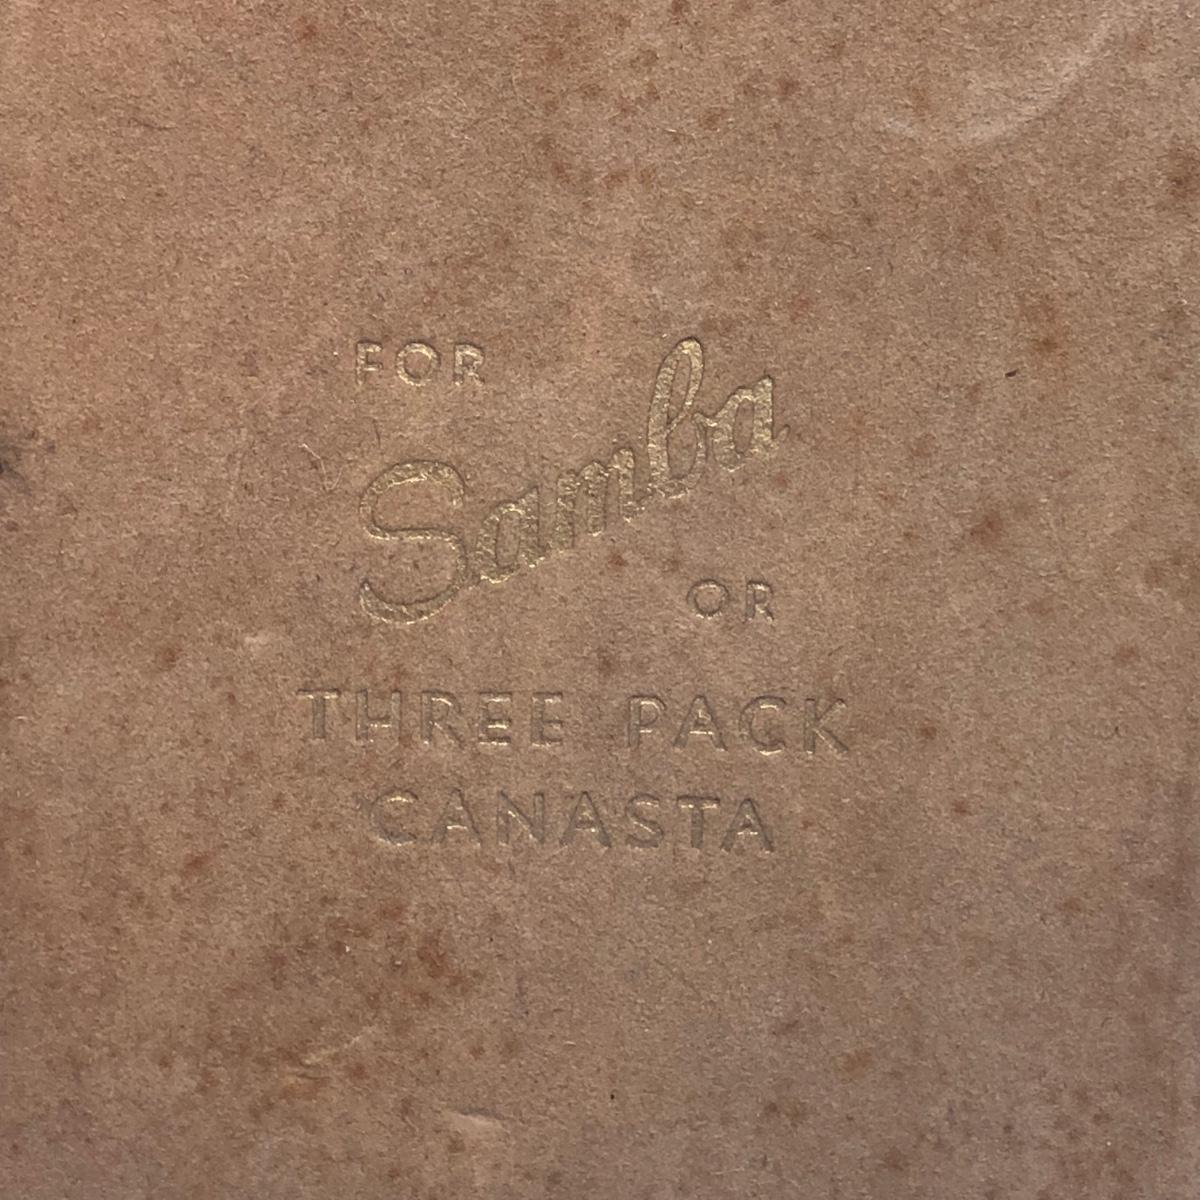 FOR
Samba
OR
THREE PACK
CANASTA